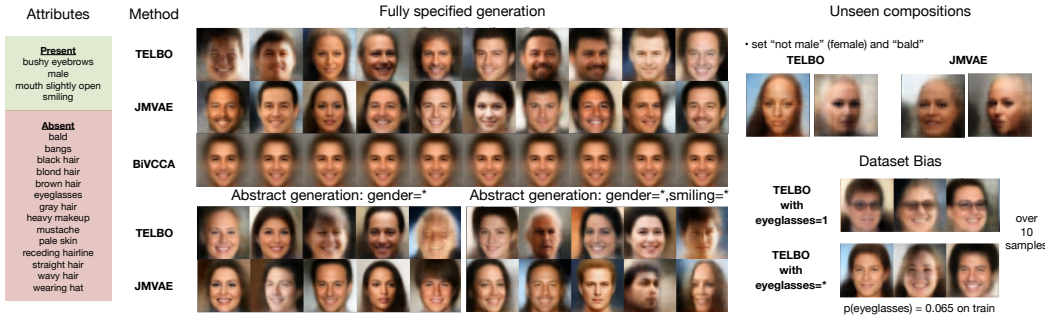 Attributes
Method
Fully specified generation
Unseen compositions
Present
bushy eyebrows
male
mouth slightly open
smiling
Absent
bald
bangs
black hair
blond hair
brown hair
eyeglasses
gray hair
heavy makeup
mustache
pale skin
receding hairline
straight hair
wavy hair
wearing hat
TELBO
JMVAE
BiVCCA
Abstract generation: gender=*
Abstract generation: gender=*,smiling=*
TELBO
JMVAE
• set “not male” (female) and “bald”
TELBO
JMVAE
Dataset Bias
TELBO
with
eyeglasses=1
TELBO
with
eyeglasses=*
over
10
samples
p(eyeglasses) = 0.065 on train